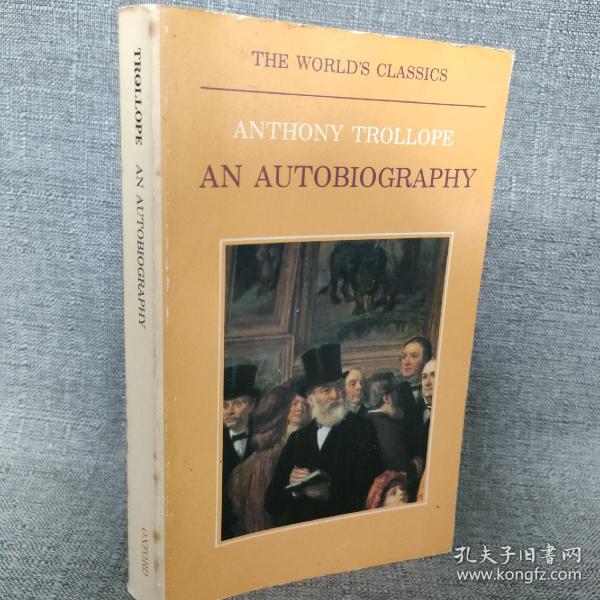 THE WORLD'S CLASSICS
ANTHONY TROLLOPE
AN AUTOBIOGRAPHY
TROLLOPE AN AUTOBIOGRAPHY
OXFORD
孔夫子旧书网
www.kongfz.com